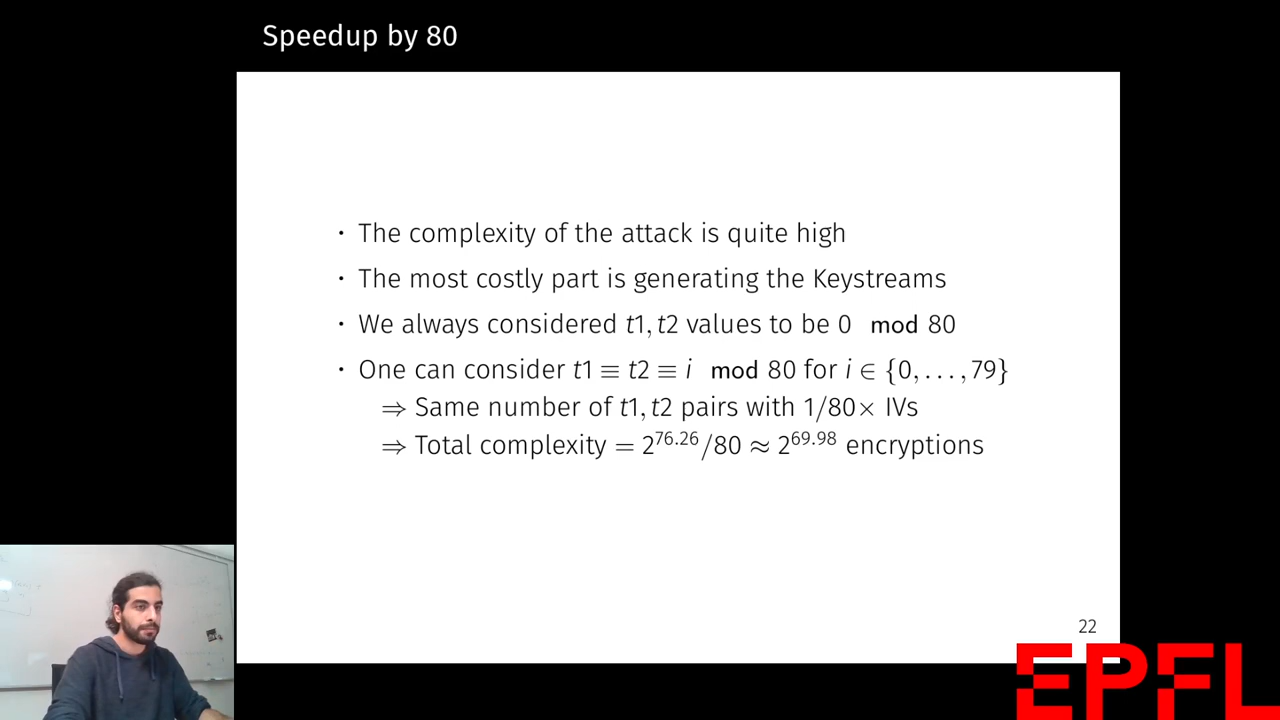 Speedup by 80
· The complexity of the attack is quite high
· The most costly part is generating the Keystreams
· We always considered t1, t2 values to be 0 mod 80
· One can consider t1 ≡ t2 ≡ i mod 80 for i ∈ {0, . . . , 79}
⇒ Same number of t1, t2 pairs with 1/80× IVs
⇒ Total complexity = 2^76.26/80 ≈ 2^69.98 encryptions
22
EPFL